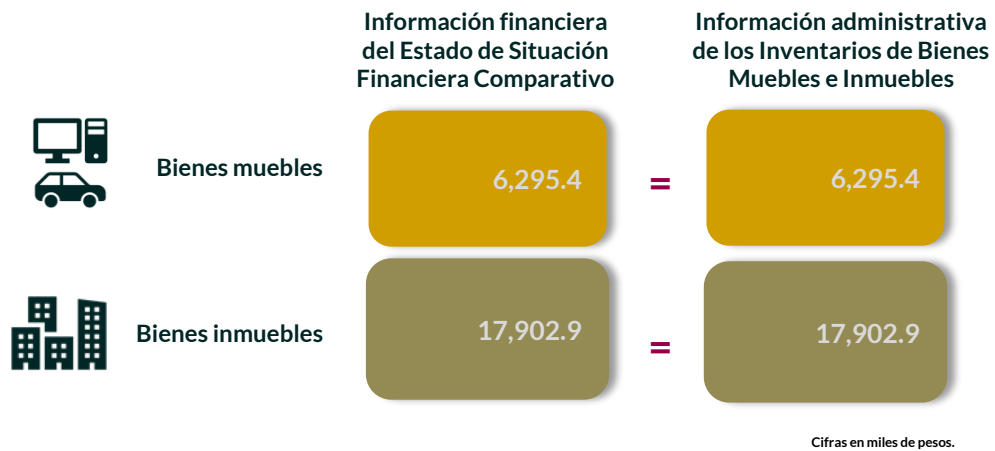 Información financiera
del Estado de Situación
Financiera Comparativo
Información administrativa
de los Inventarios de Bienes
Muebles e Inmuebles
Bienes muebles
6,295.4
=
6,295.4
Bienes inmuebles
17,902.9
=
17,902.9
Cifras en miles de pesos.